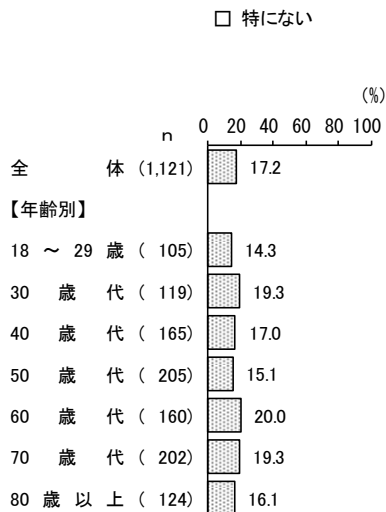 □ 特にない
(%)
n 0 20 40 60 80 100
全体 (1,121) 17.2
【年齢別】
18 ～ 29 歳 ( 105) 14.3
30 歳 代 ( 119) 19.3
40 歳 代 ( 165) 17.0
50 歳 代 ( 205) 15.1
60 歳 代 ( 160) 20.0
70 歳 代 ( 202) 19.3
80 歳 以 上 ( 124) 16.1